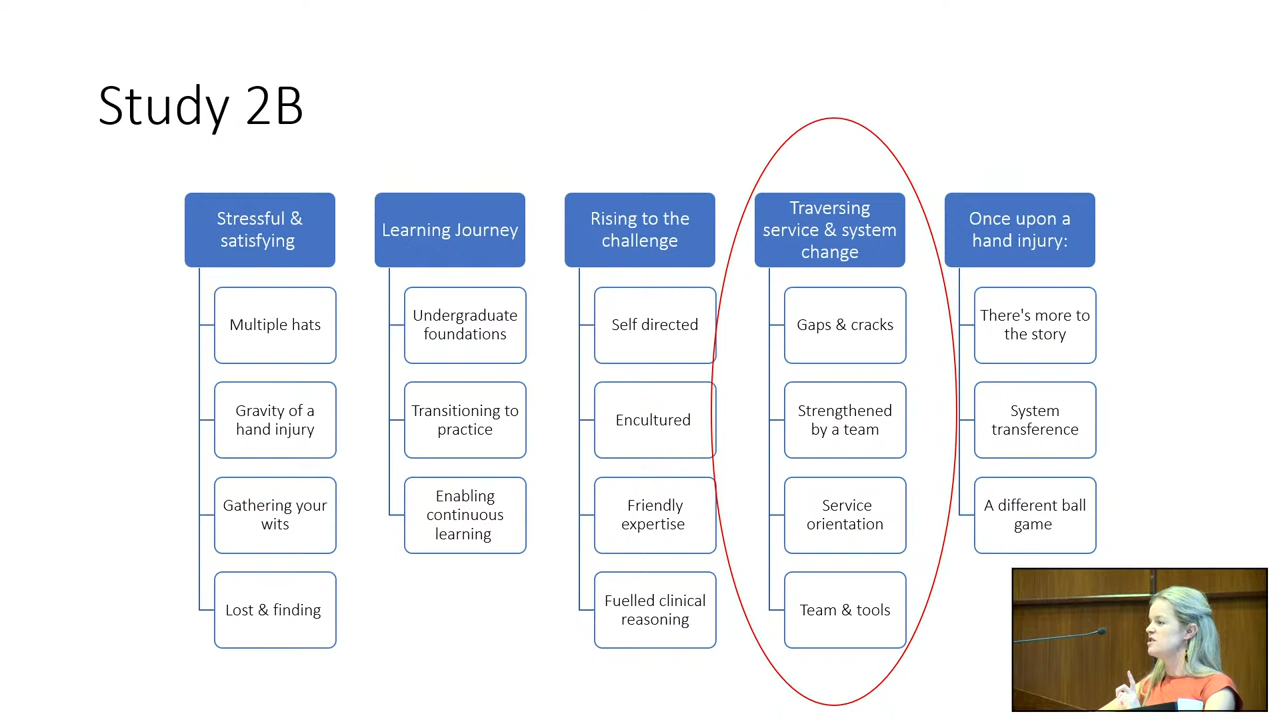 Study 2B
Stressful &
satisfying
Multiple hats
Gravity of a
hand injury
Gathering your
wits
Lost & finding
Learning Journey
Undergraduate
foundations
Transitioning to
practice
Enabling
continuous
learning
Rising to the
challenge
Self directed
Encultured
Friendly
expertise
Fuelled clinical
reasoning
Traversing
service & system
change
Gaps & cracks
Strengthened
by a team
Service
orientation
Team & tools
Once upon a
hand injury:
There's more to
the story
System
transference
A different ball
game